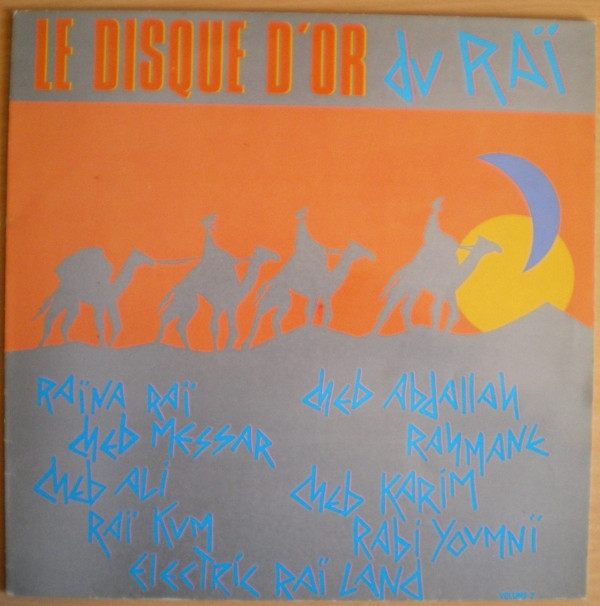 LE DISQUE D'OR du RAÏ
RAÏNA RAÏ
cheb MESSAR
cheb ALI
RAÏ KUM
cheb Abdallah
RAHMANE
cheb KARIM
RAbi YOUMNÏ
ELECTRIC RAÏ LAND